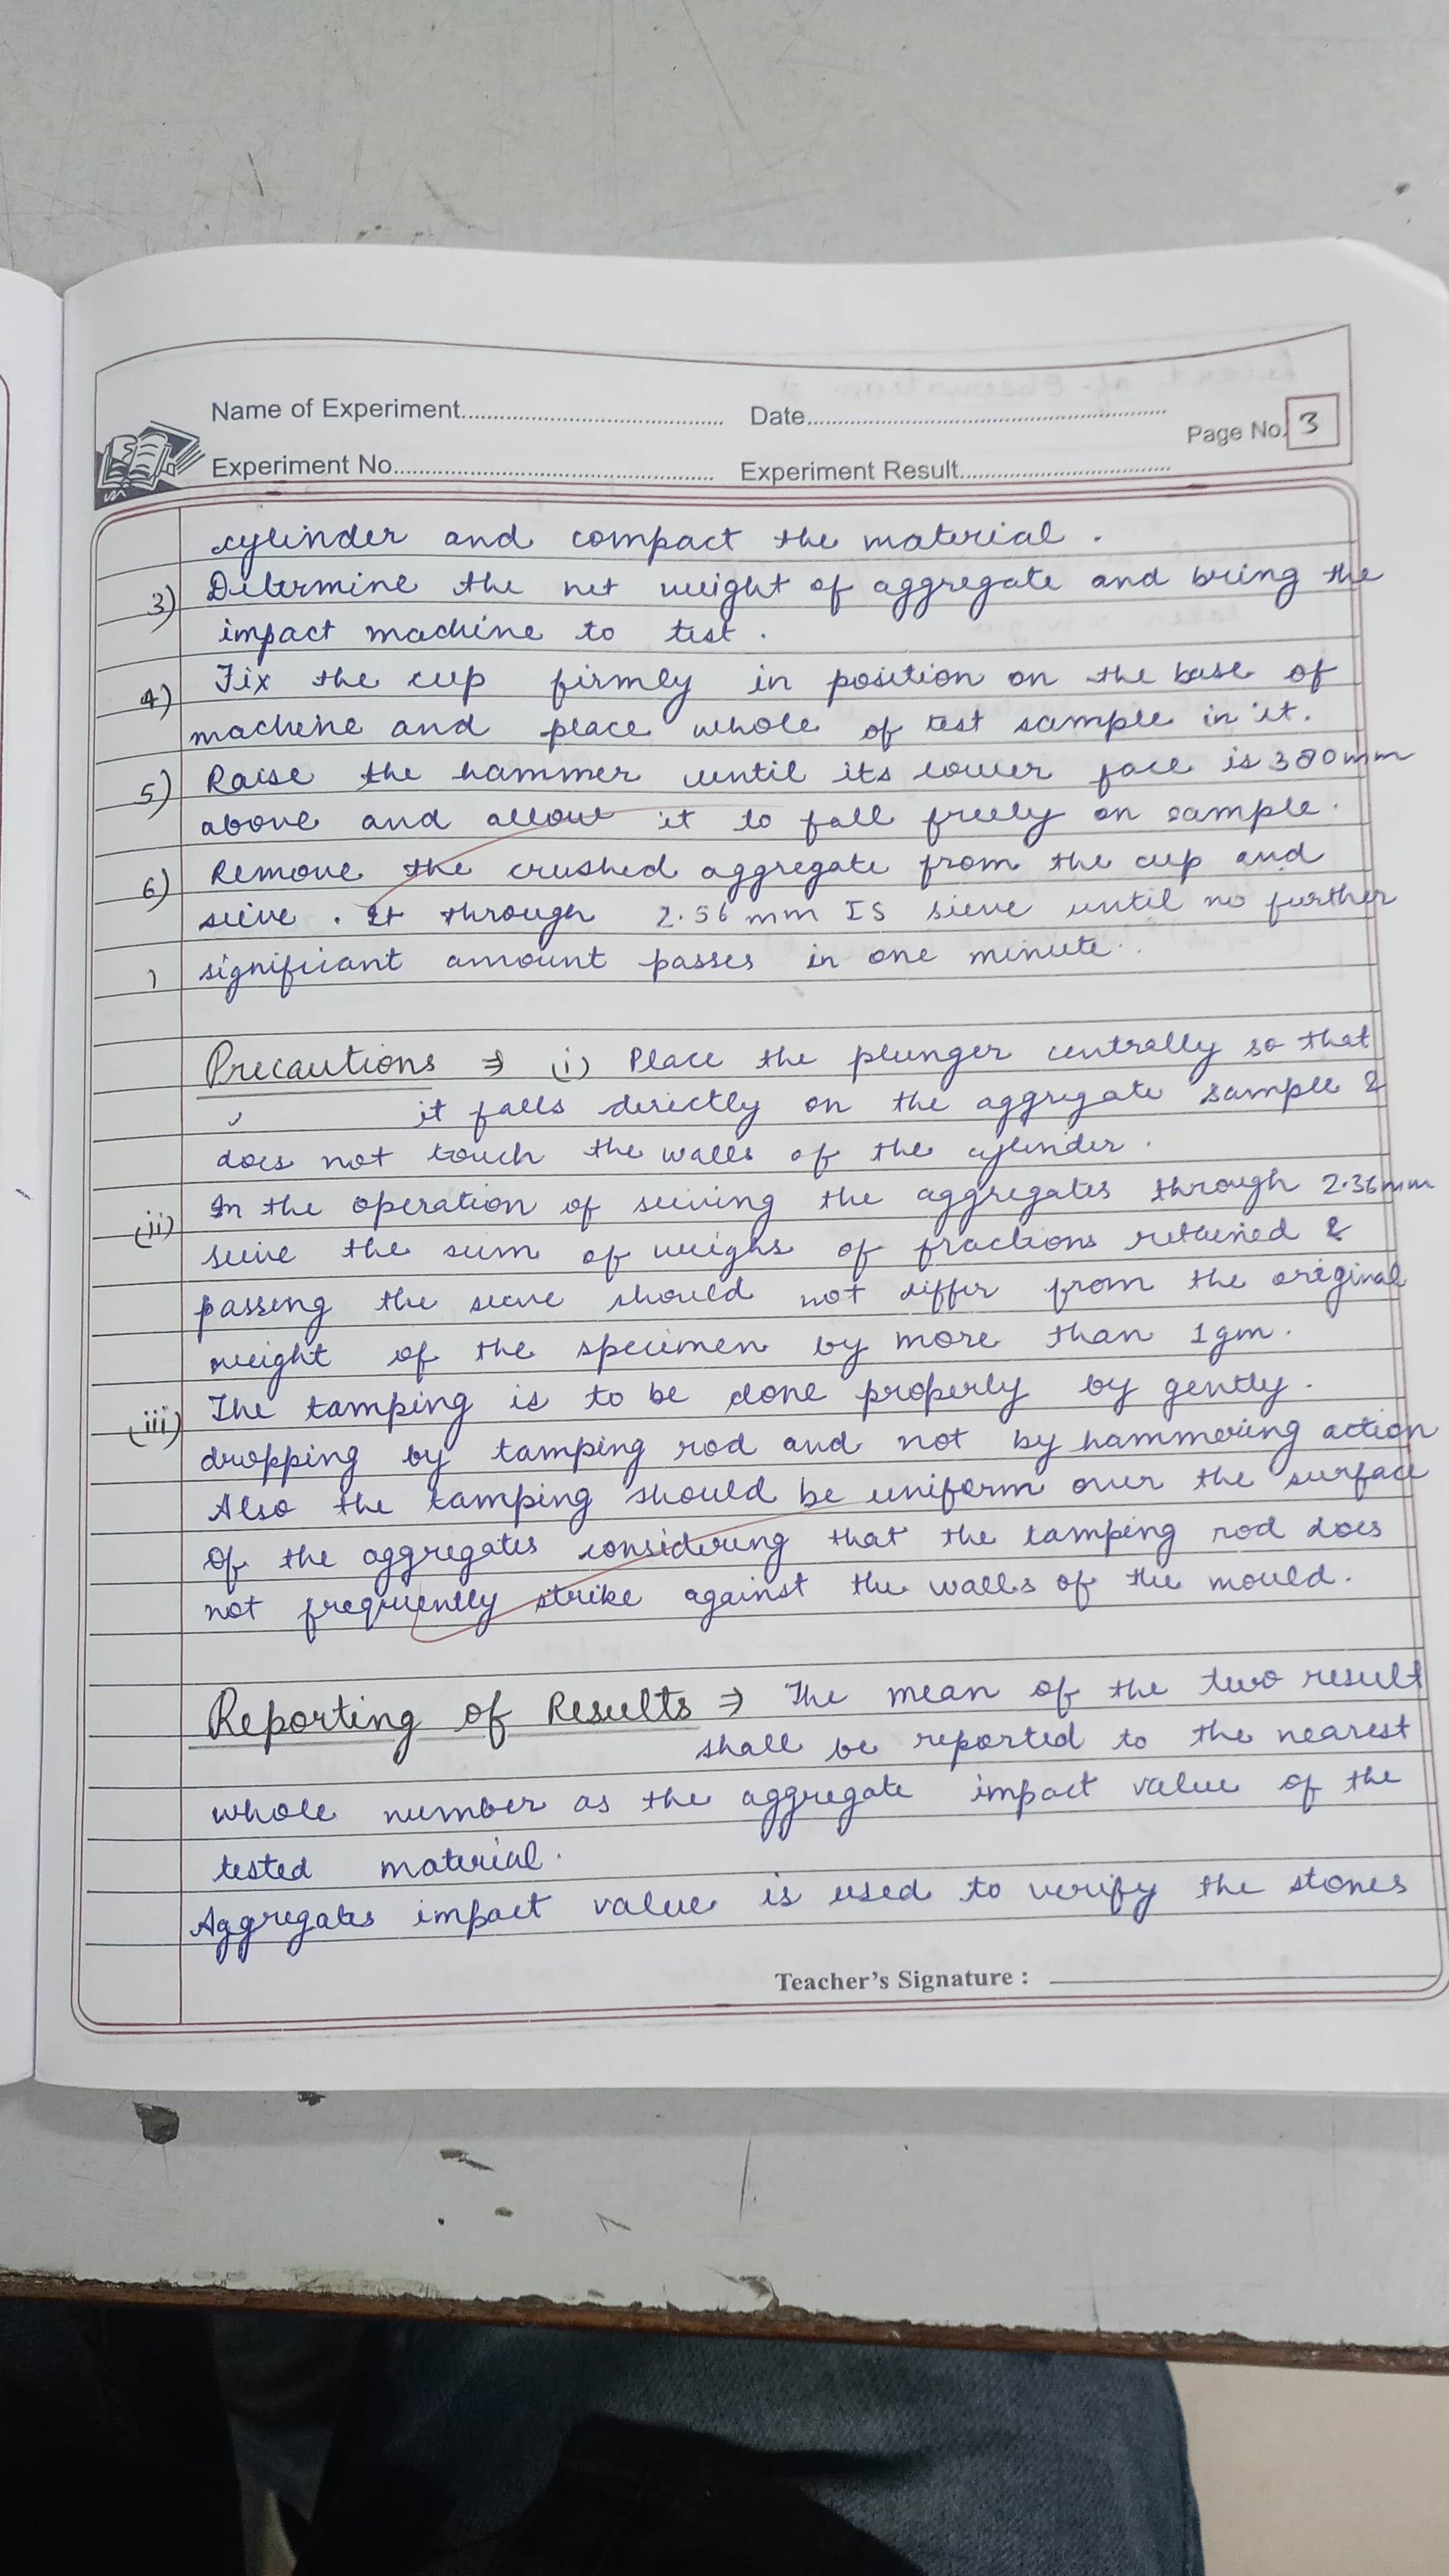 Name of Experiment.................... Date....................
Page No. 3
Experiment No.................... Experiment Result....................
cylinder and compact the material.
3) Determine the net weight of aggregate and bring the
impact machine to test.
4) Fix the cup firmly in position on the base of
machine and place whole of test sample in it.
5) Raise the hammer until its lower face is 380mm
above and allow it to fall freely on sample.
6) Remove the crushed aggregate from the cup and
sieve. It through 2.56 mm IS sieve until no further
significant amount passes in one minute.
Precautions ⇒ (i) Place the plunger centrally so that
it falls directly on the aggregate sample &
does not touch the walls of the cylinder.
(ii) In the operation of seiving the aggregates through 2.36mm
seive the sum of weighs of fractions retained &
passing the seeve should not differ from the original
weight of the specimen by more than 1gm.
(iii) The tamping is to be done properly by gently.
dropping by tamping rod and not by hammering action
Also the tamping should be uniform over the surface
of the aggregates considering that the tamping rod does
not frequently strike against the walls of the mould.
Reporting of Results ⇒ The mean of the two result
shall be reported to the nearest
whole number as the aggregate impact value of the
tested material.
Aggregates impact value is used to verify the stones
Teacher's Signature :